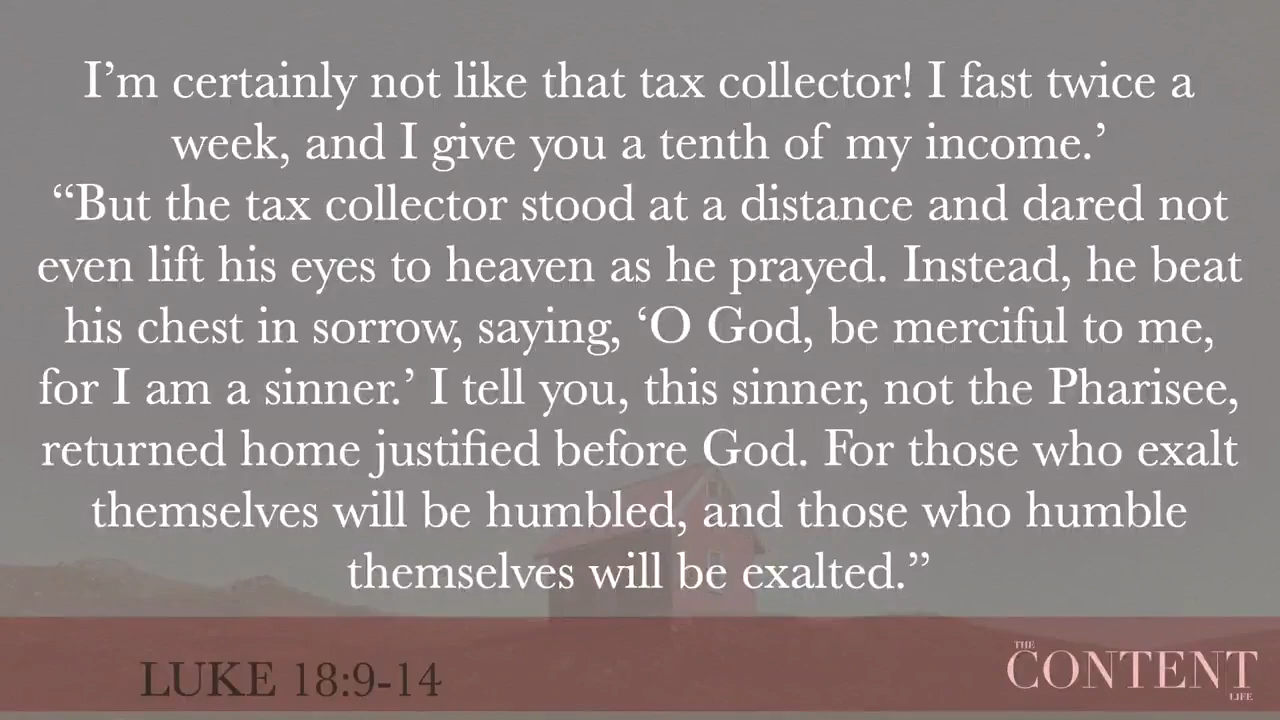 I’m certainly not like that tax collector! I fast twice a
week, and I give you a tenth of my income.’
“But the tax collector stood at a distance and dared not
even lift his eyes to heaven as he prayed. Instead, he beat
his chest in sorrow, saying, ‘O God, be merciful to me,
for I am a sinner.’ I tell you, this sinner, not the Pharisee,
returned home justified before God. For those who exalt
themselves will be humbled, and those who humble
themselves will be exalted.”
LUKE 18:9-14
THE
CONTENT
LIFE